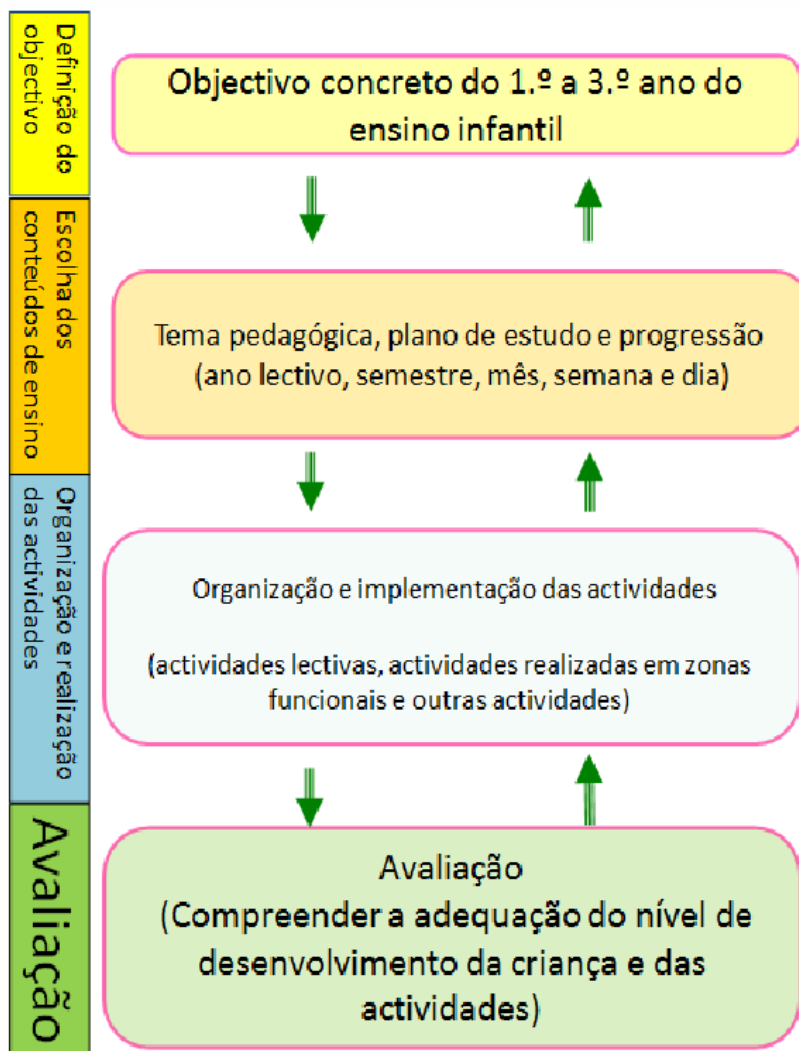 Definição do
objectivo
Objectivo concreto do 1.º a 3.º ano do
ensino infantil
Escolha dos
conteúdos de ensino
Tema pedagógica, plano de estudo e progressão
(ano lectivo, semestre, mês, semana e dia)
Organização e realização
das actividades
Organização e implementação das actividades
(actividades lectivas, actividades realizadas em zonas
funcionais e outras actividades)
Avaliação
Avaliação
(Compreender a adequação do nível de
desenvolvimento da criança e das
actividades)